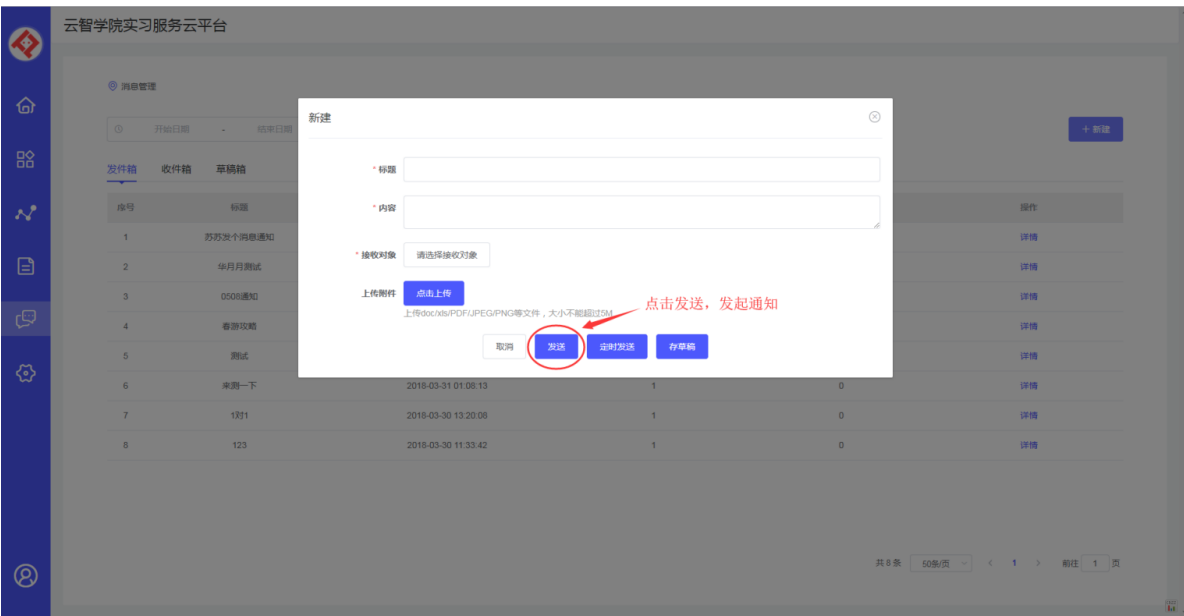 云智学院实习服务云平台
消息管理
开始日期 - 结束日期
+ 新建
发件箱 收件箱 草稿箱
序号 标题 操作
1 苏苏发个消息通知 详情
2 毕月月测试 详情
3 0508通知 详情
4 春游攻略 详情
5 测试 详情
6 来测一下 2018-03-31 01:08:13 1 0 详情
7 1对1 2018-03-30 13:20:08 1 0 详情
8 123 2018-03-30 11:33:42 1 0 详情
新建
* 标题
* 内容
* 接收对象 请选择接收对象
上传附件 点击上传
上传doc/xls/PDF/JPEG/PNG等文件，大小不能超过5M
点击发送，发起通知
取消 发送 定时发送 存草稿
共 8 条 50条/页 < 1 > 前往 1 页